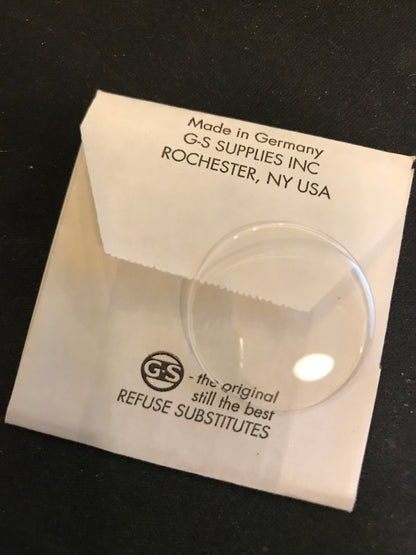 Made in Germany
G-S SUPPLIES INC
ROCHESTER, NY USA
G-S - the original
still the best
REFUSE SUBSTITUTES